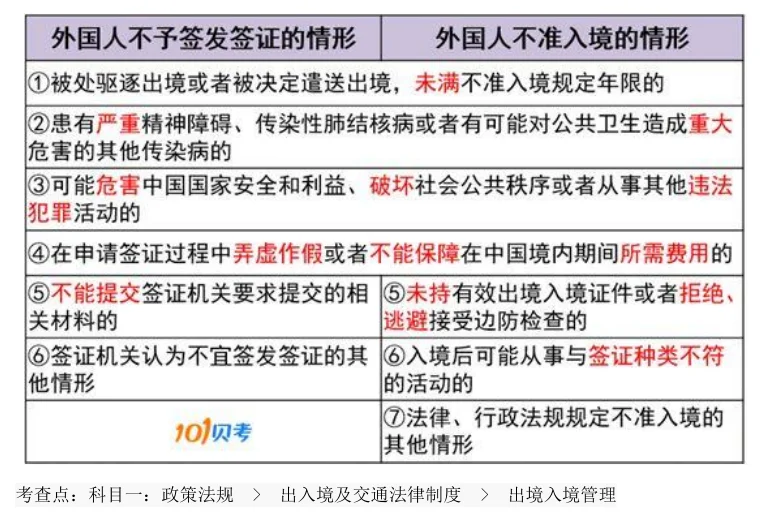 外国人不予签发签证的情形
外国人不准入境的情形
①被处驱逐出境或者被决定遣送出境，未满不准入境规定年限的
②患有严重精神障碍、传染性肺结核病或者有可能对公共卫生造成重大
危害的其他传染病的
③可能危害中国国家安全和利益、破坏社会公共秩序或者从事其他违法
犯罪活动的
④在申请签证过程中弄虚作假或者不能保障在中国境内期间所需费用的
⑤不能提交签证机关要求提交的相
关材料的
⑤未持有效出境入境证件或者拒绝、
逃避接受边防检查的
⑥签证机关认为不宜签发签证的其
他情形
⑥入境后可能从事与签证种类不符
的活动的
101贝考
⑦法律、行政法规规定不准入境的
其他情形
考查点：科目一：政策法规 > 出入境及交通法律制度 > 出境入境管理